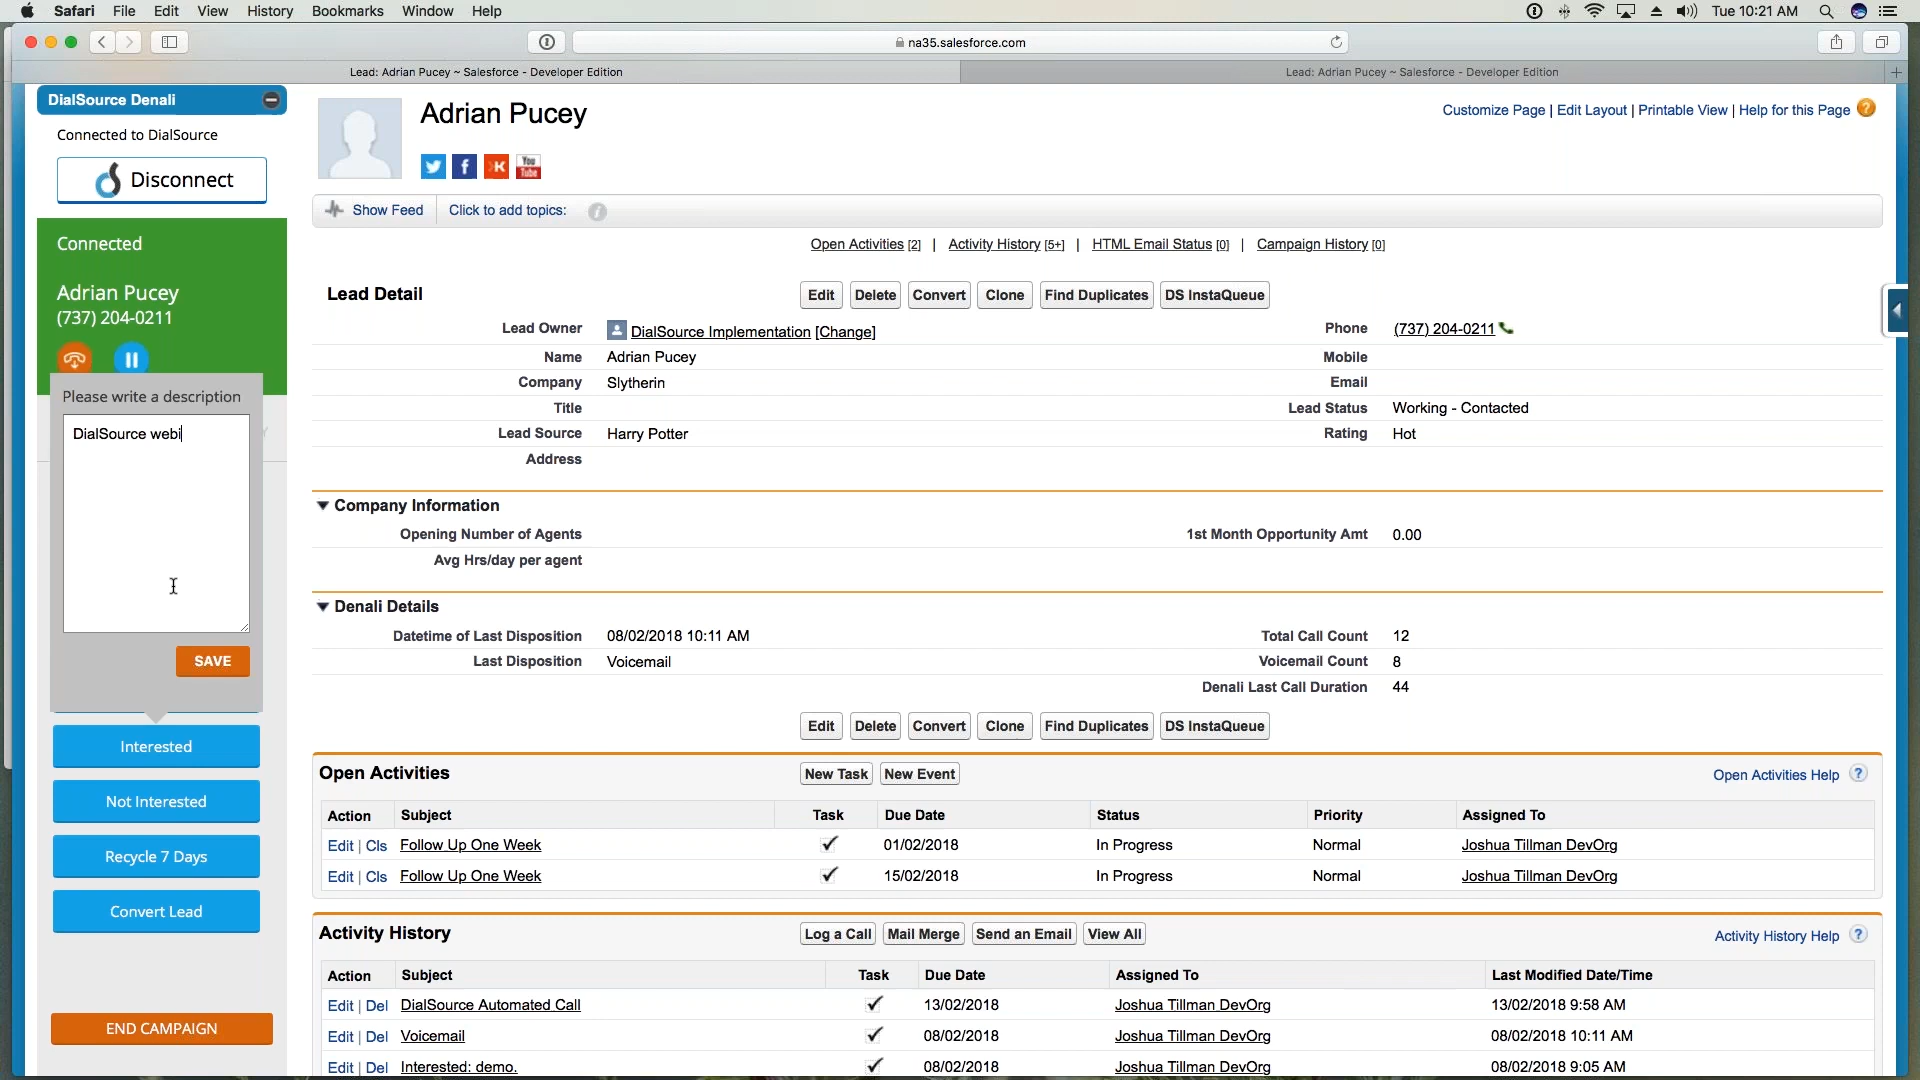 Safari File Edit View History Bookmarks Window Help Tue 10:21 AM
na35.salesforce.com
Lead: Adrian Pucey ~ Salesforce - Developer Edition Lead: Adrian Pucey ~ Salesforce - Developer Edition
DialSource Denali
Connected to DialSource
Disconnect
Connected
Adrian Pucey
(737) 204-0211
Please write a description
DialSource webi
SAVE
Interested
Not Interested
Recycle 7 Days
Convert Lead
END CAMPAIGN
Adrian Pucey
Customize Page | Edit Layout | Printable View | Help for this Page ?
f K You Tube
Show Feed Click to add topics: i
Open Activities [2] | Activity History [5+] | HTML Email Status [0] | Campaign History [0]
Lead Detail Edit Delete Convert Clone Find Duplicates DS InstaQueue
Lead Owner DialSource Implementation [Change] Phone (737) 204-0211
Name Adrian Pucey Mobile
Company Slytherin Email
Title Lead Status Working - Contacted
Lead Source Harry Potter Rating Hot
Address
Company Information
Opening Number of Agents 1st Month Opportunity Amt 0.00
Avg Hrs/day per agent
Denali Details
Datetime of Last Disposition 08/02/2018 10:11 AM Total Call Count 12
Last Disposition Voicemail Voicemail Count 8
Denali Last Call Duration 44
Edit Delete Convert Clone Find Duplicates DS InstaQueue
Open Activities New Task New Event Open Activities Help ?
Action Subject Task Due Date Status Priority Assigned To
Edit | Cls Follow Up One Week 01/02/2018 In Progress Normal Joshua Tillman DevOrg
Edit | Cls Follow Up One Week 15/02/2018 In Progress Normal Joshua Tillman DevOrg
Activity History Log a Call Mail Merge Send an Email View All Activity History Help ?
Action Subject Task Due Date Assigned To Last Modified Date/Time
Edit | Del DialSource Automated Call 13/02/2018 Joshua Tillman DevOrg 13/02/2018 9:58 AM
Edit | Del Voicemail 08/02/2018 Joshua Tillman DevOrg 08/02/2018 10:11 AM
Edit | Del Interested: demo. 08/02/2018 Joshua Tillman DevOrg 08/02/2018 9:05 AM